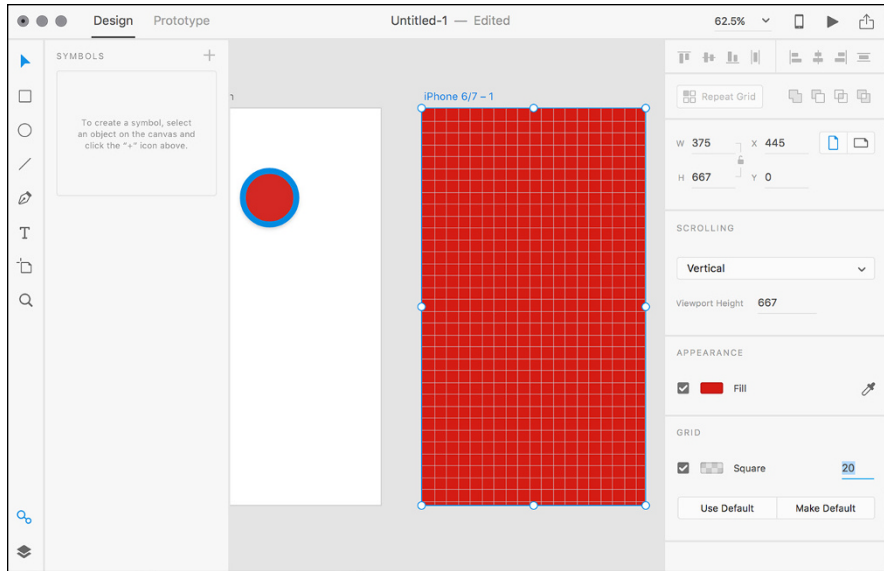 Design Prototype Untitled-1 — Edited 62.5%
SYMBOLS
To create a symbol, select
an object on the canvas and
click the "+" icon above.
n
iPhone 6/7 – 1
Repeat Grid
W 375 X 445
H 667 Y 0
SCROLLING
Vertical
Viewport Height 667
APPEARANCE
Fill
GRID
Square 20
Use Default Make Default